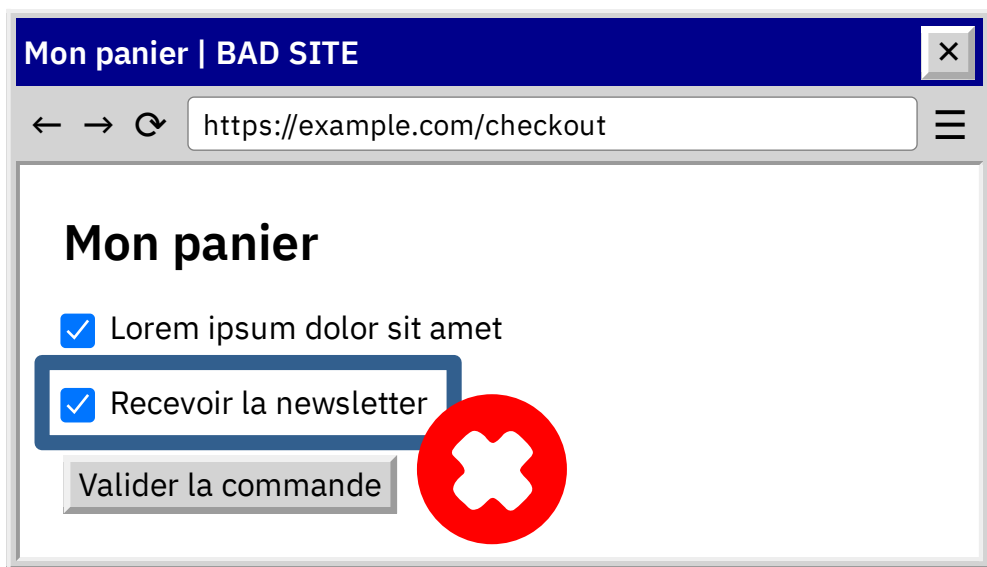 Mon panier | BAD SITE
https://example.com/checkout
Mon panier
Lorem ipsum dolor sit amet
Recevoir la newsletter
Valider la commande